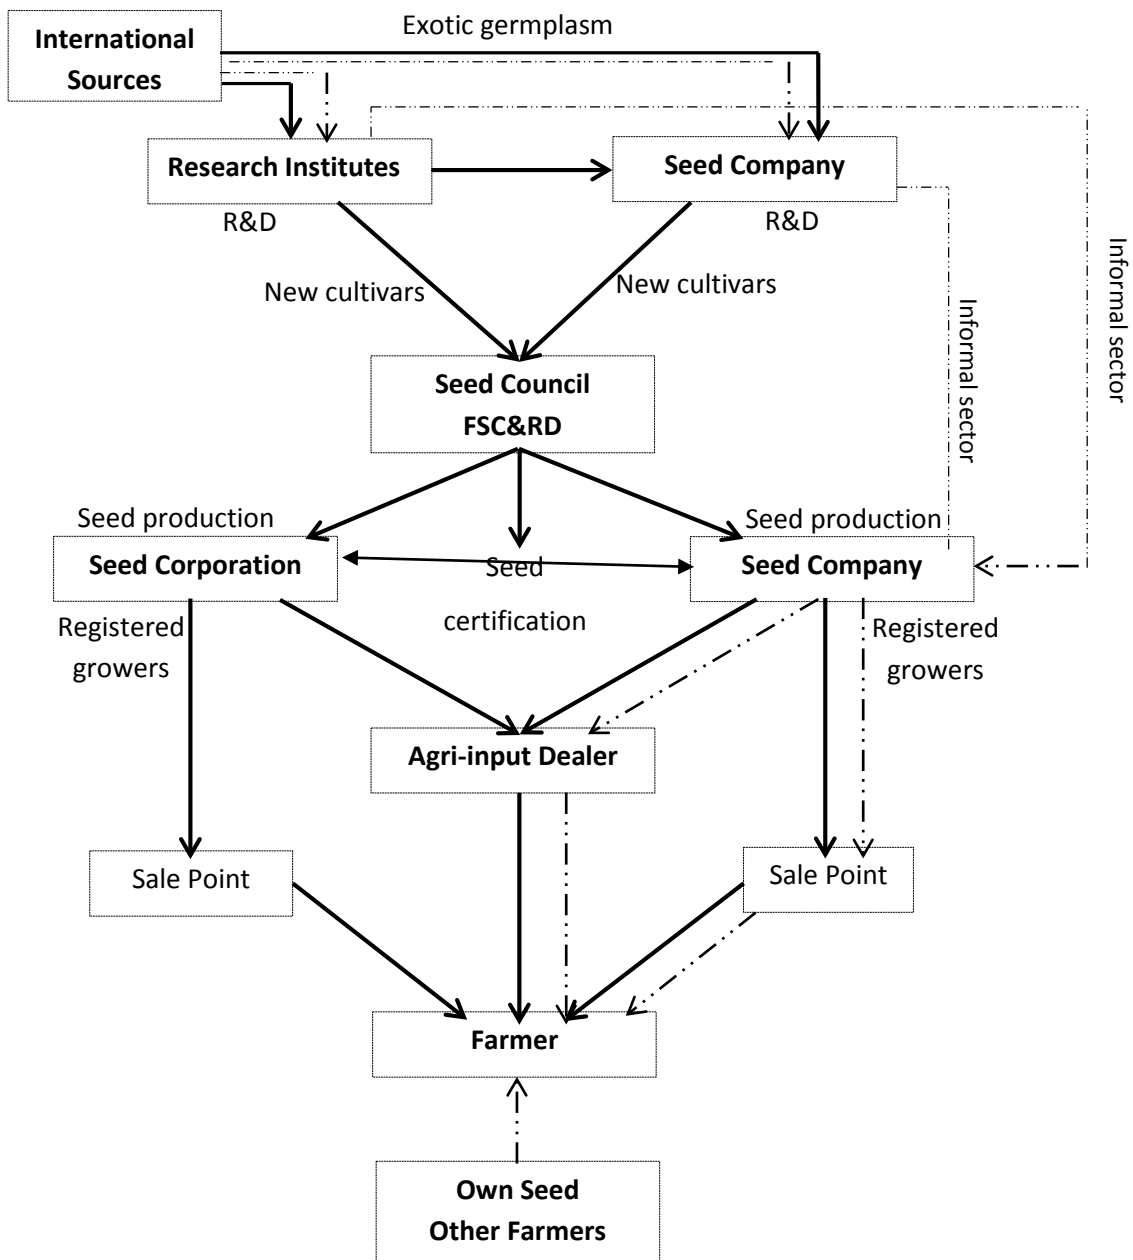 Exotic germplasm
International
Sources
Research Institutes
Seed Company
R&D
R&D
New cultivars
New cultivars
Informal sector
Informal sector
Seed Council
FSC&RD
Seed production
Seed production
Seed Corporation
Seed
certification
Seed Company
Registered
growers
Registered
growers
Agri-input Dealer
Sale Point
Sale Point
Farmer
Own Seed
Other Farmers